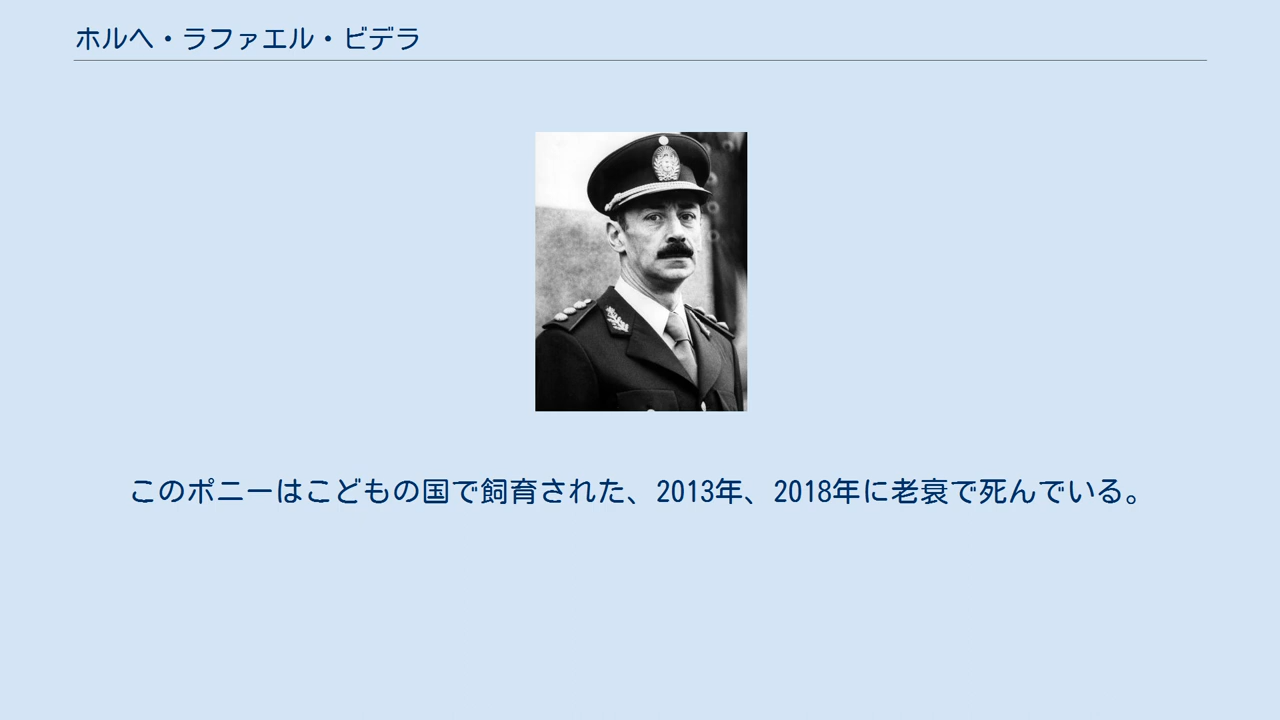 ホルヘ・ラファエル・ビデラ
このポニーはこどもの国で飼育された、2013年、2018年に老衰で死んでいる。